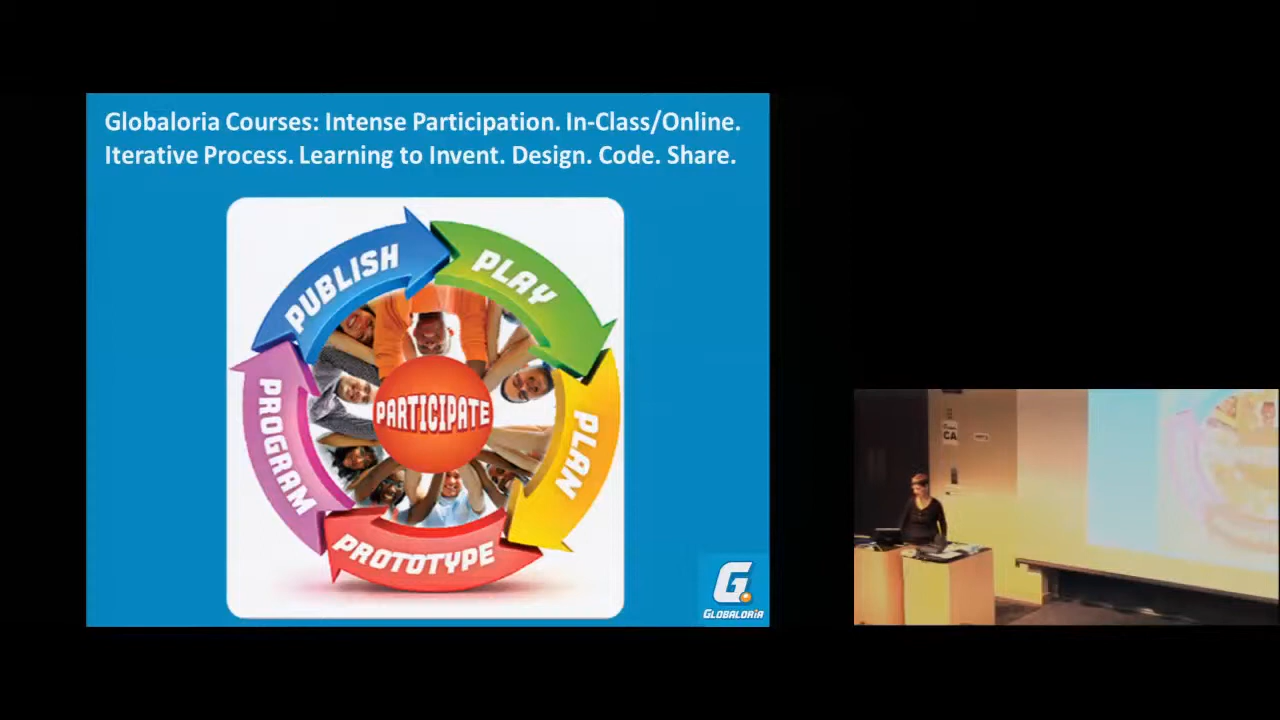 Globaloria Courses: Intense Participation. In-Class/Online.
Iterative Process. Learning to Invent. Design. Code. Share.
PUBLISH
PLAY
PROGRAM
PARTICIPATE
PLAN
PROTOTYPE
G
GLOBALORIA
CA